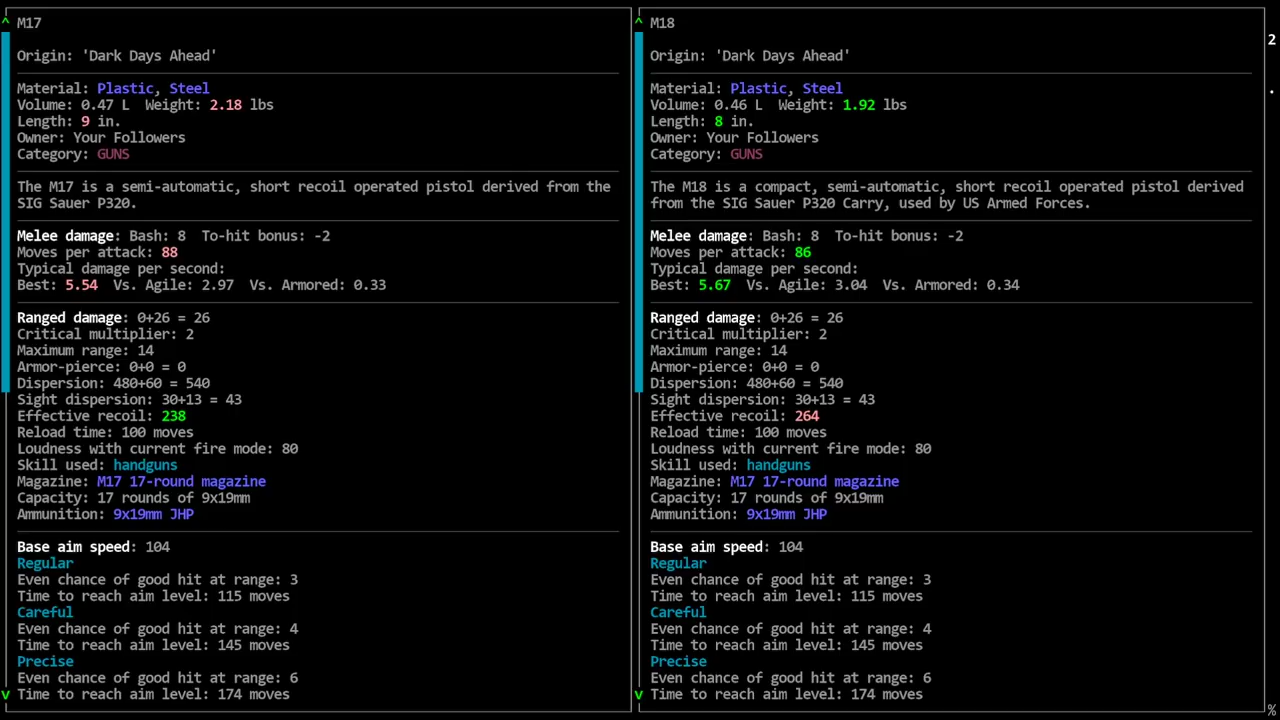 ^ M17
Origin: 'Dark Days Ahead'
Material: Plastic, Steel
Volume: 0.47 L  Weight: 2.18 lbs
Length: 9 in.
Owner: Your Followers
Category: GUNS
The M17 is a semi-automatic, short recoil operated pistol derived from the
SIG Sauer P320.
Melee damage: Bash: 8  To-hit bonus: -2
Moves per attack: 88
Typical damage per second:
Best: 5.54  Vs. Agile: 2.97  Vs. Armored: 0.33
Ranged damage: 0+26 = 26
Critical multiplier: 2
Maximum range: 14
Armor-pierce: 0+0 = 0
Dispersion: 480+60 = 540
Sight dispersion: 30+13 = 43
Effective recoil: 238
Reload time: 100 moves
Loudness with current fire mode: 80
Skill used: handguns
Magazine: M17 17-round magazine
Capacity: 17 rounds of 9x19mm
Ammunition: 9x19mm JHP
Base aim speed: 104
Regular
Even chance of good hit at range: 3
Time to reach aim level: 115 moves
Careful
Even chance of good hit at range: 4
Time to reach aim level: 145 moves
Precise
Even chance of good hit at range: 6
v Time to reach aim level: 174 moves
^ M18
Origin: 'Dark Days Ahead'
Material: Plastic, Steel
Volume: 0.46 L  Weight: 1.92 lbs
Length: 8 in.
Owner: Your Followers
Category: GUNS
The M18 is a compact, semi-automatic, short recoil operated pistol derived
from the SIG Sauer P320 Carry, used by US Armed Forces.
Melee damage: Bash: 8  To-hit bonus: -2
Moves per attack: 86
Typical damage per second:
Best: 5.67  Vs. Agile: 3.04  Vs. Armored: 0.34
Ranged damage: 0+26 = 26
Critical multiplier: 2
Maximum range: 14
Armor-pierce: 0+0 = 0
Dispersion: 480+60 = 540
Sight dispersion: 30+13 = 43
Effective recoil: 264
Reload time: 100 moves
Loudness with current fire mode: 80
Skill used: handguns
Magazine: M17 17-round magazine
Capacity: 17 rounds of 9x19mm
Ammunition: 9x19mm JHP
Base aim speed: 104
Regular
Even chance of good hit at range: 3
Time to reach aim level: 115 moves
Careful
Even chance of good hit at range: 4
Time to reach aim level: 145 moves
Precise
Even chance of good hit at range: 6
v Time to reach aim level: 174 moves
2
.
%